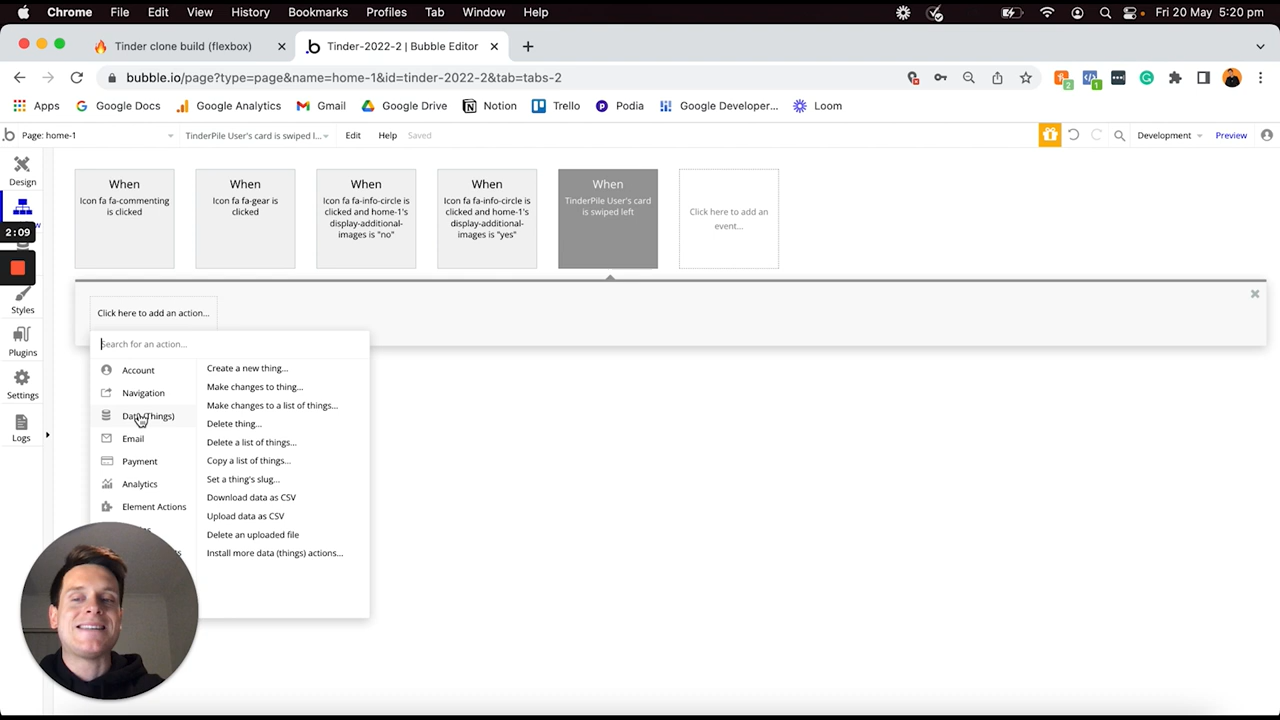 Chrome File Edit View History Bookmarks Profiles Tab Window Help Fri 20 May 5:20 pm
Tinder clone build (flexbox) Tinder-2022-2 | Bubble Editor
bubble.io/page?type=page&name=home-1&id=tinder-2022-2&tab=tabs-2
2 1
Apps Google Docs Google Analytics Gmail Google Drive Notion Trello Podia Google Developer... Loom
Page: home-1 TinderPile User's card is swiped l... Edit Help Saved Development Preview
Design
2:09
Styles
Plugins
Settings
Logs
When
Icon fa fa-commenting
is clicked
When
Icon fa fa-gear is
clicked
When
Icon fa fa-info-circle is
clicked and home-1's
display-additional-
images is "no"
When
Icon fa fa-info-circle is
clicked and home-1's
display-additional-
images is "yes"
When
TinderPile User's card
is swiped left
Click here to add an
event...
Click here to add an action...
Search for an action...
Account
Navigation
Data (Things)
Email
Payment
Analytics
Element Actions
Create a new thing...
Make changes to thing...
Make changes to a list of things...
Delete thing...
Delete a list of things...
Copy a list of things...
Set a thing's slug...
Download data as CSV
Upload data as CSV
Delete an uploaded file
Install more data (things) actions...